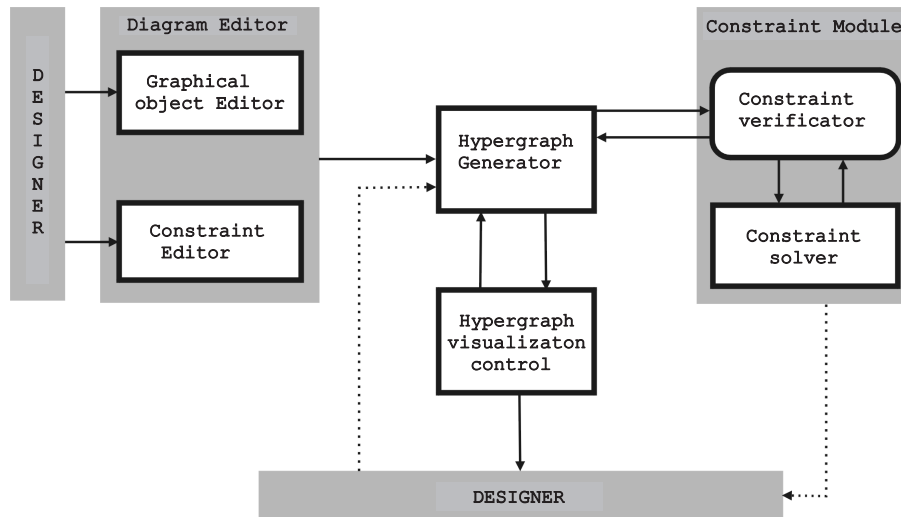 DESIGNER
Diagram Editor
Graphical
object Editor
Constraint
Editor
Hypergraph
Generator
Hypergraph
visualizaton
control
Constraint Module
Constraint
verificator
Constraint
solver
DESIGNER